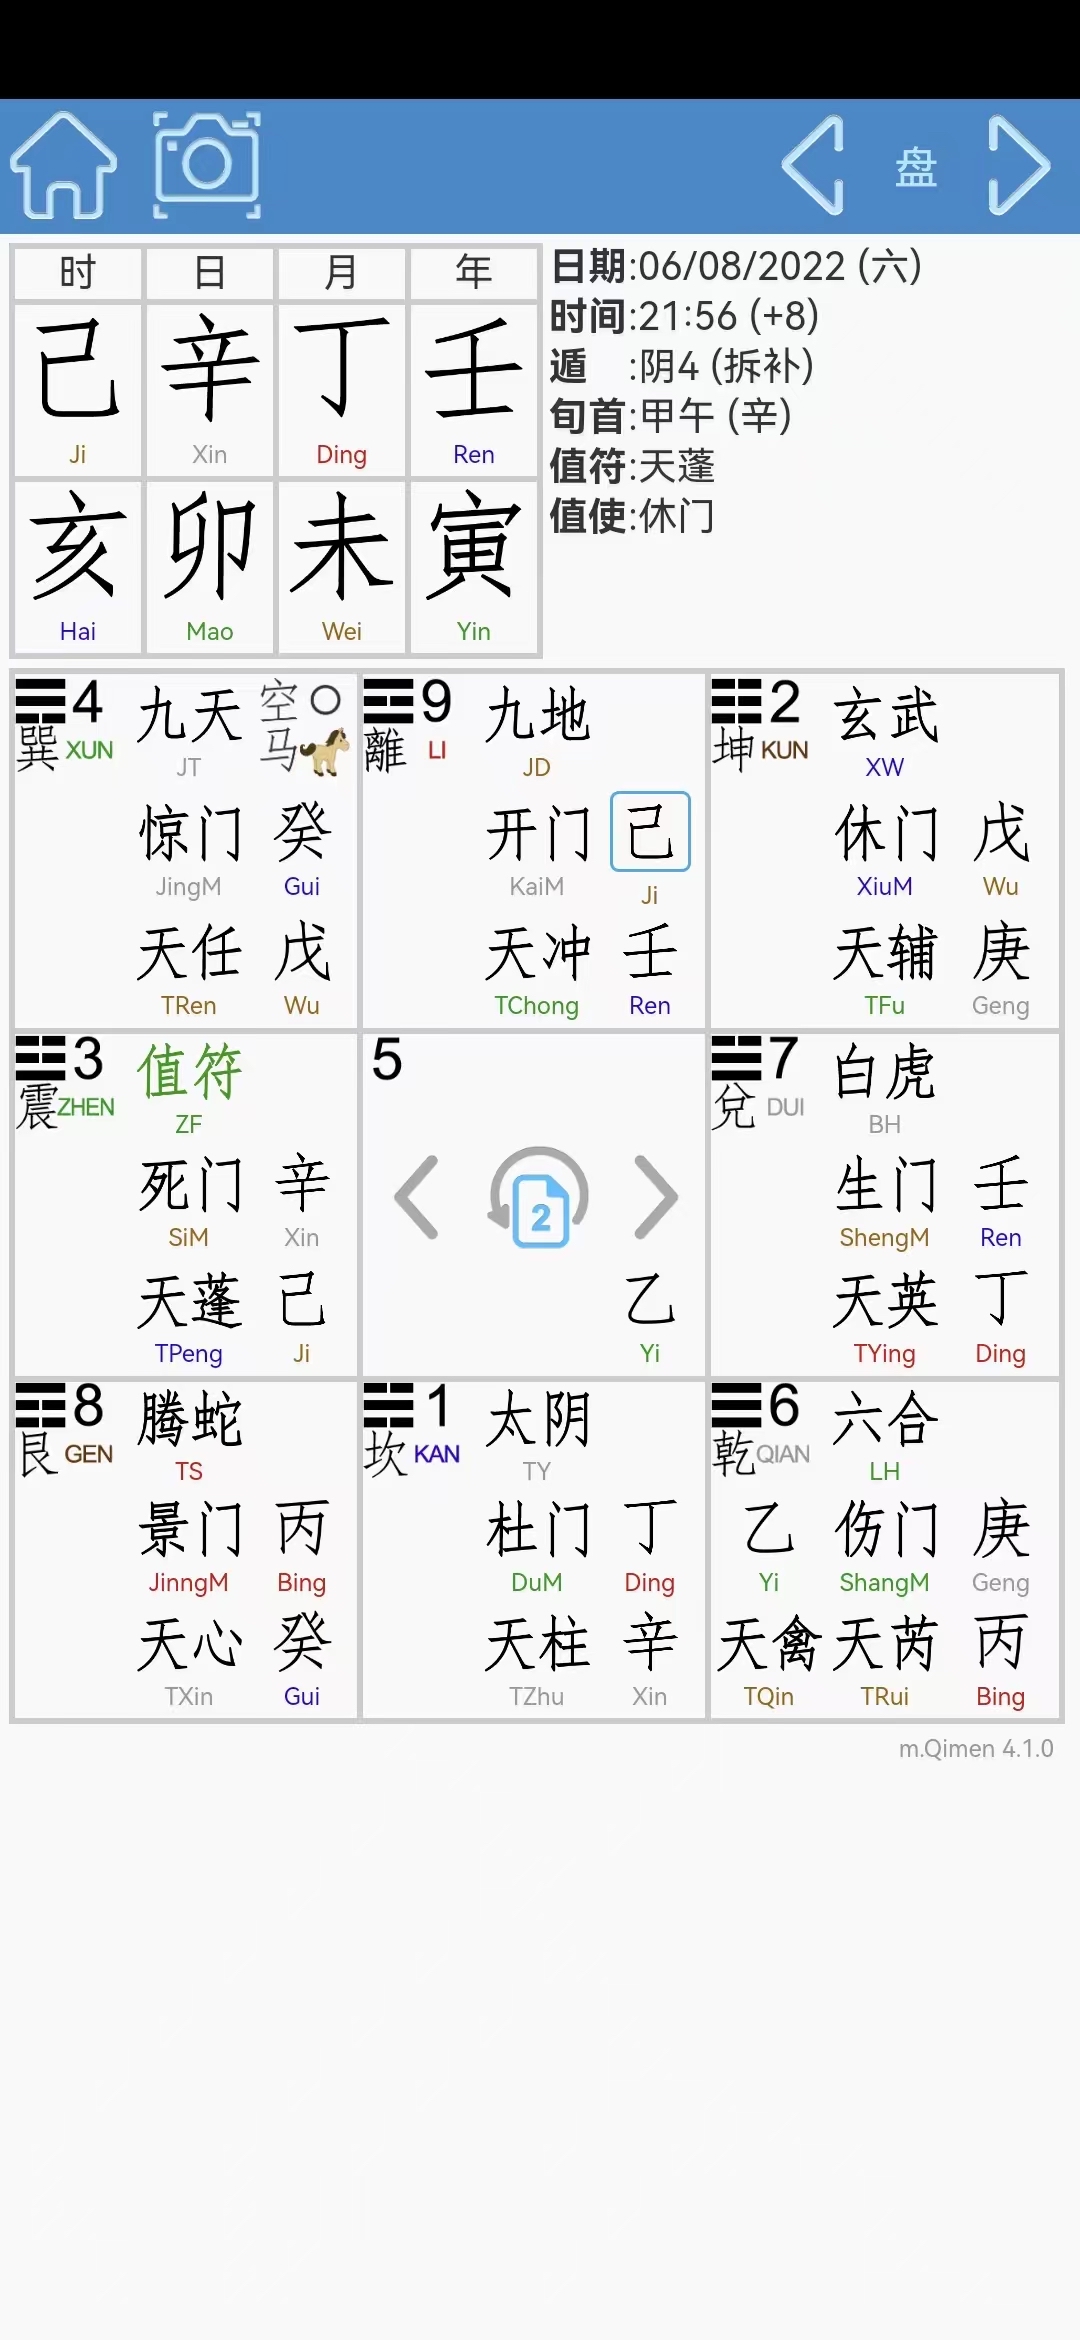 盘
时 日 月 年
己 辛 丁 壬
Ji Xin Ding Ren
亥 卯 未 寅
Hai Mao Wei Yin
日期:06/08/2022 (六)
时间:21:56 (+8)
遁 :阴4 (拆补)
旬首:甲午 (辛)
值符:天蓬
值使:休门
4 九天 空
巽 XUN JT 马
惊门 癸
JingM Gui
天任 戊
TRen Wu
9 九地
離 LI JD
开门 己
KaiM Ji
天冲 壬
TChong Ren
2 玄武
坤 KUN XW
休门 戊
XiuM Wu
天辅 庚
TFu Geng
3 值符
震 ZHEN ZF
死门 辛
SiM Xin
天蓬 己
TPeng Ji
5
2
乙
Yi
7 白虎
兌 DUI BH
生门 壬
ShengM Ren
天英 丁
TYing Ding
8 腾蛇
艮 GEN TS
景门 丙
JinngM Bing
天心 癸
TXin Gui
1 太阴
坎 KAN TY
杜门 丁
DuM Ding
天柱 辛
TZhu Xin
6 六合
乾 QIAN LH
乙 伤门 庚
Yi ShangM Geng
天禽 天芮 丙
TQin TRui Bing
m.Qimen 4.1.0